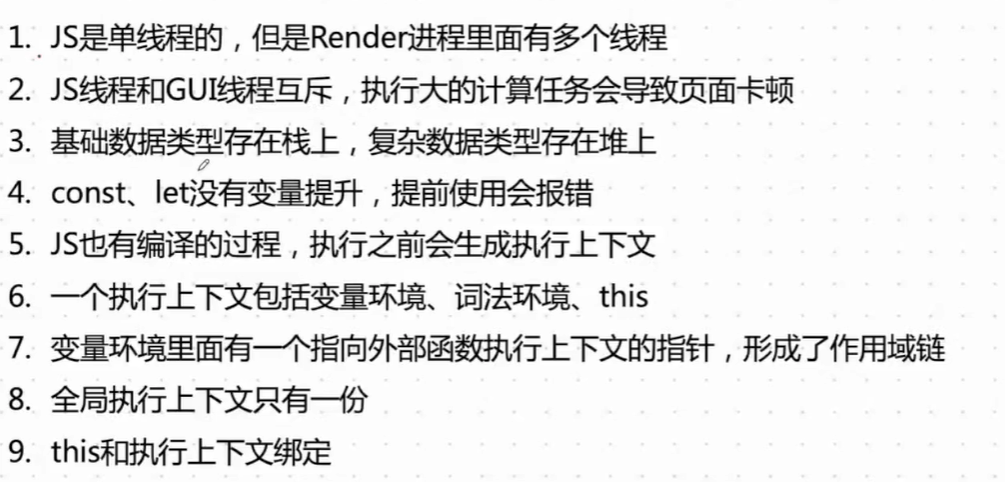 1. JS是单线程的，但是Render进程里面有多个线程
2. JS线程和GUI线程互斥，执行大的计算任务会导致页面卡顿
3. 基础数据类型存在栈上，复杂数据类型存在堆上
4. const、let没有变量提升，提前使用会报错
5. JS也有编译的过程，执行之前会生成执行上下文
6. 一个执行上下文包括变量环境、词法环境、this
7. 变量环境里面有一个指向外部函数执行上下文的指针，形成了作用域链
8. 全局执行上下文只有一份
9. this和执行上下文绑定